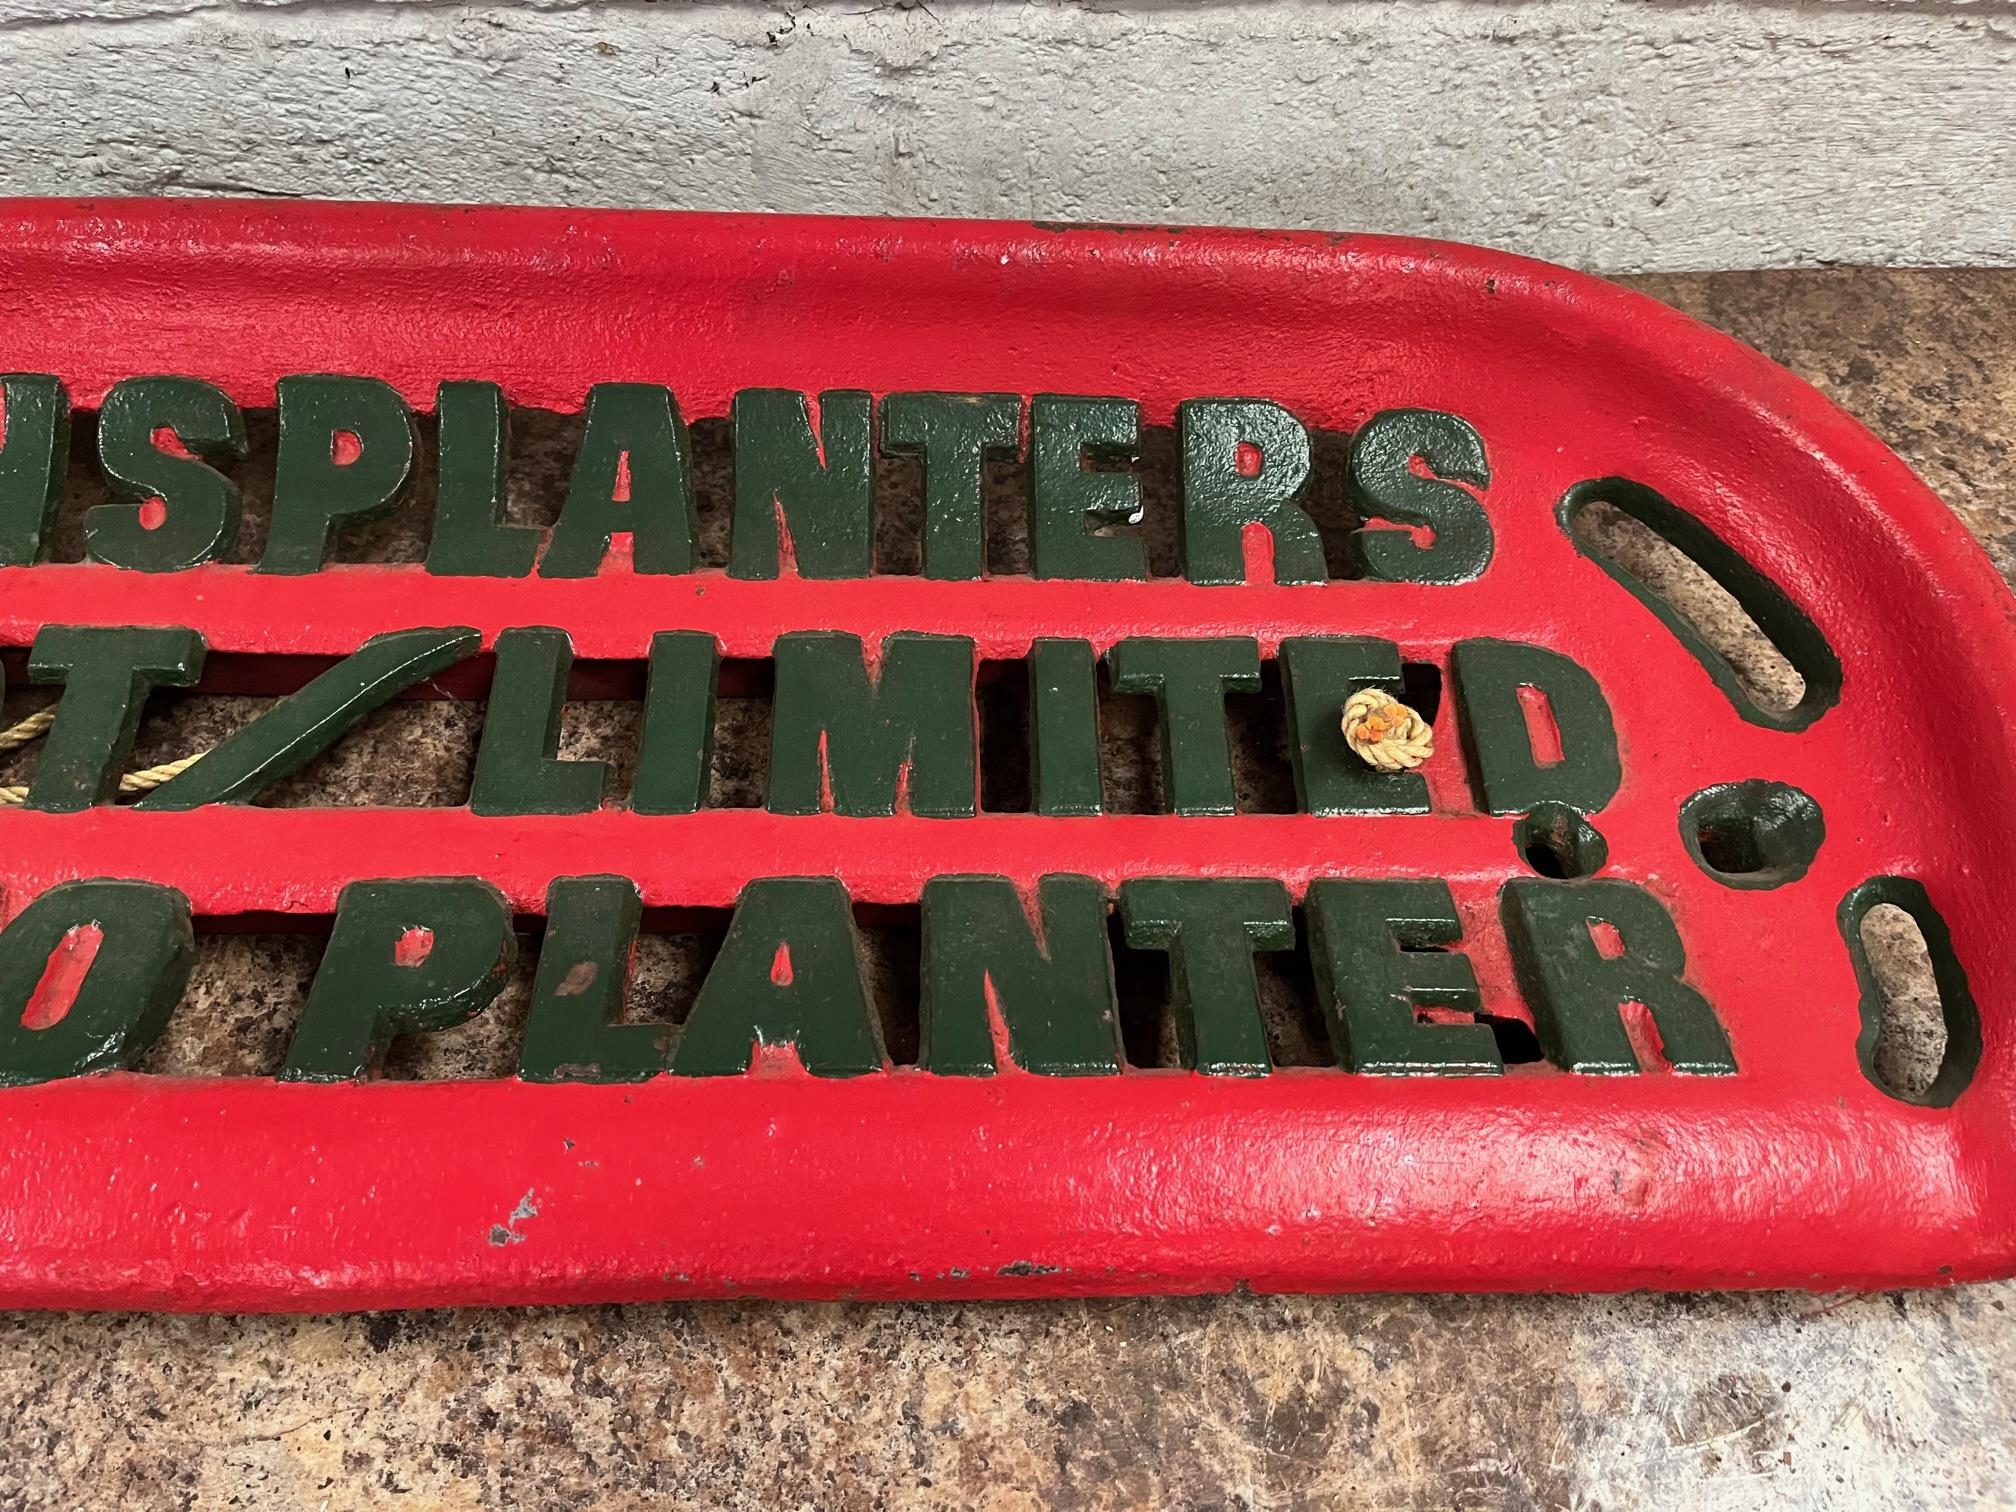 NSPLANTERS
T / LIMITED
O PLANTER